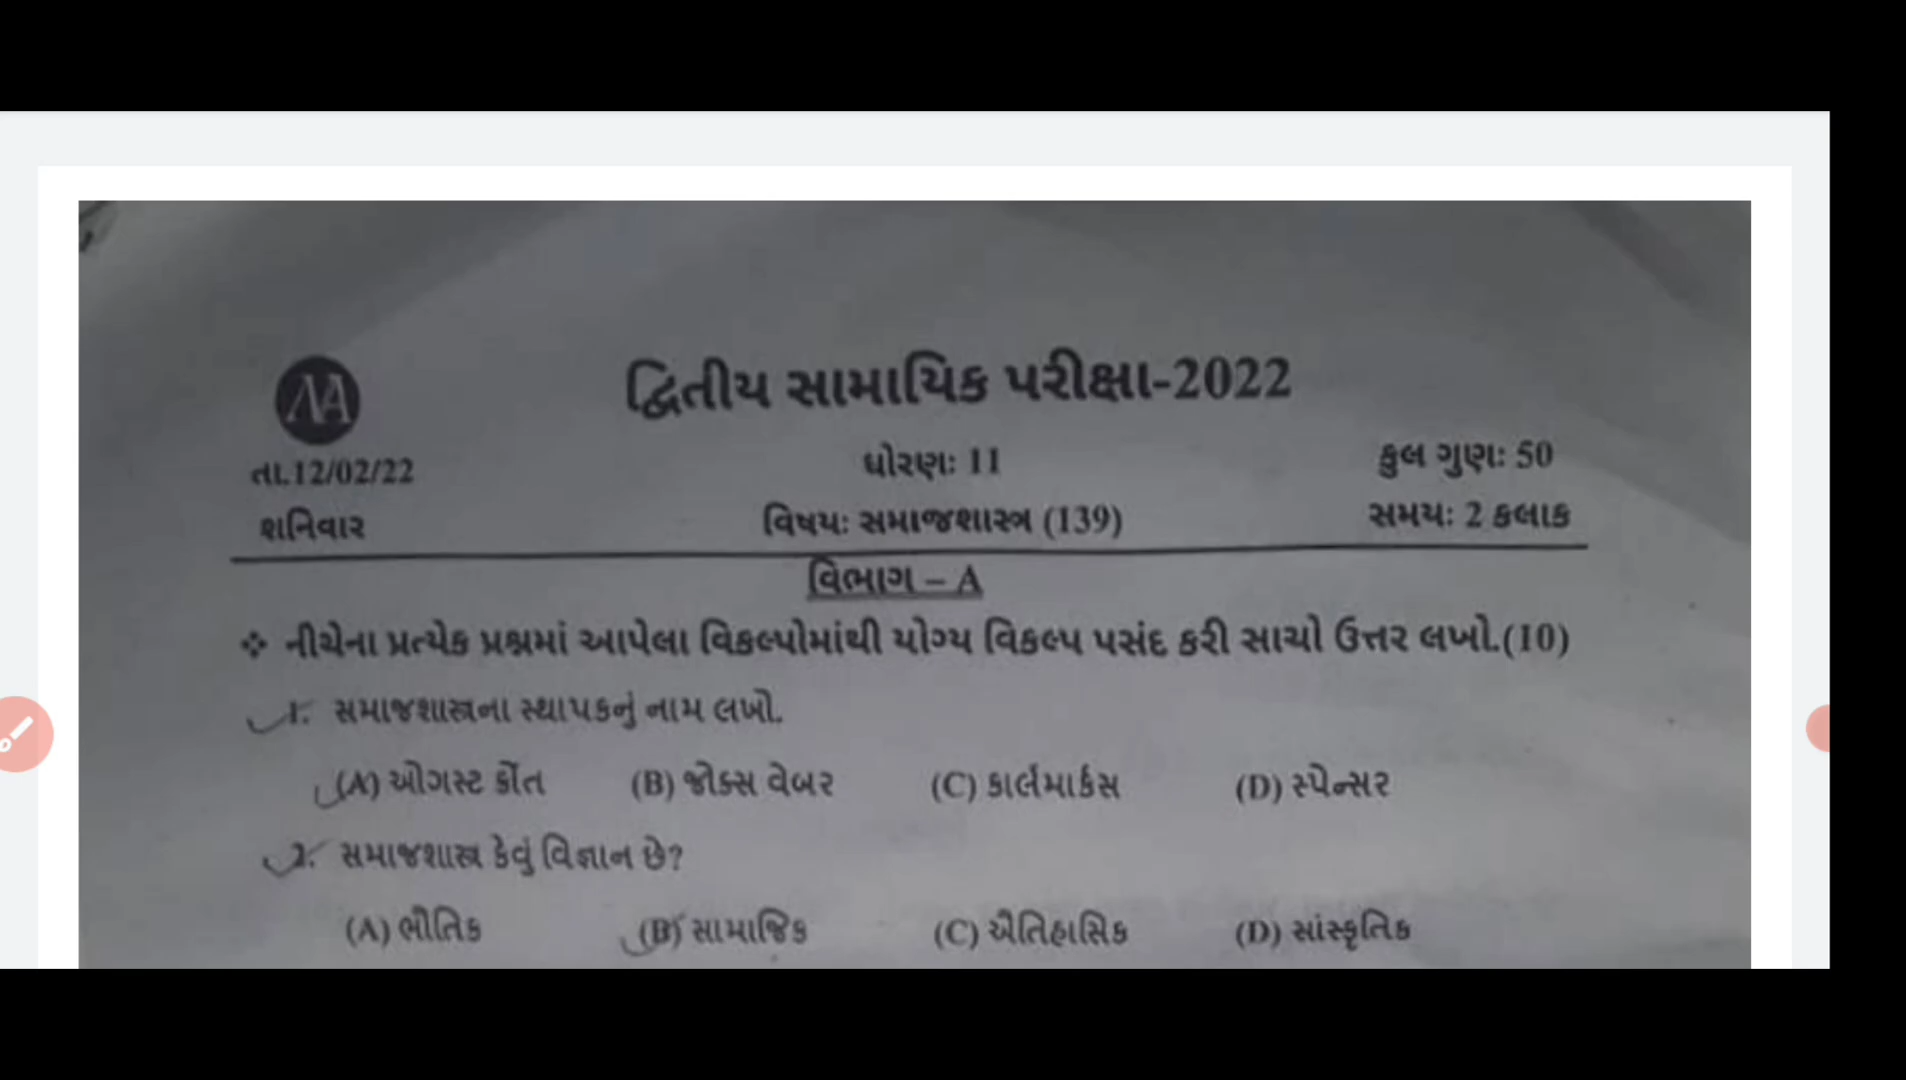 દ્વિતીય સામાયિક પરીક્ષા-2022
ધોરણઃ 11
કુલ ગુણઃ 50
તા.12/02/22
શનિવાર
વિષયઃ સમાજશાસ્ત્ર (139)
સમયઃ 2 કલાક
વિભાગ – A
❖ નીચેના પ્રત્યેક પ્રશ્નમાં આપેલા વિકલ્પોમાંથી યોગ્ય વિકલ્પ પસંદ કરી સાચો ઉત્તર લખો.(10)
1. સમાજશાસ્ત્રના સ્થાપકનું નામ લખો.
(A) ઓગસ્ટ કોંત (B) જોક્સ વેબર (C) કાર્લમાર્કસ (D) સ્પેન્સર
2. સમાજશાસ્ત્ર કેવું વિજ્ઞાન છે?
(A) ભૌતિક (B) સામાજિક (C) ઐતિહાસિક (D) સાંસ્કૃતિક